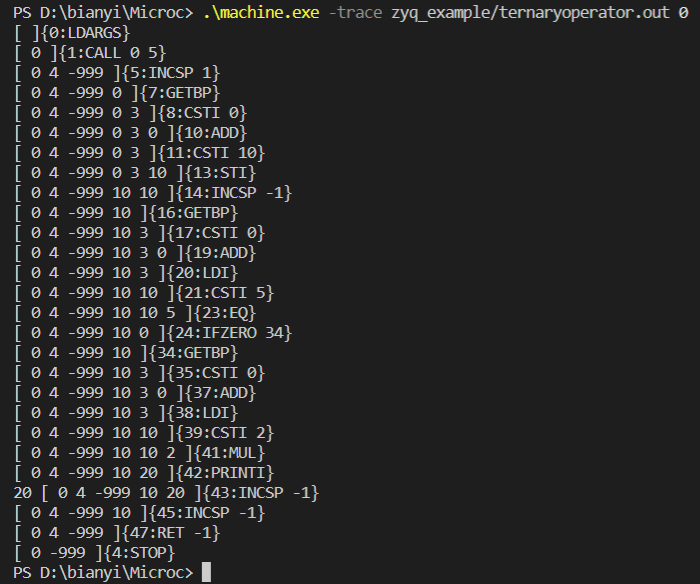 PS D:\bianyi\Microc> .\machine.exe -trace zyq_example/ternaryoperator.out 0
[ ]{0:LDARGS}
[ 0 ]{1:CALL 0 5}
[ 0 4 -999 ]{5:INCSP 1}
[ 0 4 -999 0 ]{7:GETBP}
[ 0 4 -999 0 3 ]{8:CSTI 0}
[ 0 4 -999 0 3 0 ]{10:ADD}
[ 0 4 -999 0 3 ]{11:CSTI 10}
[ 0 4 -999 0 3 10 ]{13:STI}
[ 0 4 -999 10 10 ]{14:INCSP -1}
[ 0 4 -999 10 ]{16:GETBP}
[ 0 4 -999 10 3 ]{17:CSTI 0}
[ 0 4 -999 10 3 0 ]{19:ADD}
[ 0 4 -999 10 3 ]{20:LDI}
[ 0 4 -999 10 10 ]{21:CSTI 5}
[ 0 4 -999 10 10 5 ]{23:EQ}
[ 0 4 -999 10 0 ]{24:IFZERO 34}
[ 0 4 -999 10 ]{34:GETBP}
[ 0 4 -999 10 3 ]{35:CSTI 0}
[ 0 4 -999 10 3 0 ]{37:ADD}
[ 0 4 -999 10 3 ]{38:LDI}
[ 0 4 -999 10 10 ]{39:CSTI 2}
[ 0 4 -999 10 10 2 ]{41:MUL}
[ 0 4 -999 10 20 ]{42:PRINTI}
20 [ 0 4 -999 10 20 ]{43:INCSP -1}
[ 0 4 -999 10 ]{45:INCSP -1}
[ 0 4 -999 ]{47:RET -1}
[ 0 -999 ]{4:STOP}
PS D:\bianyi\Microc>